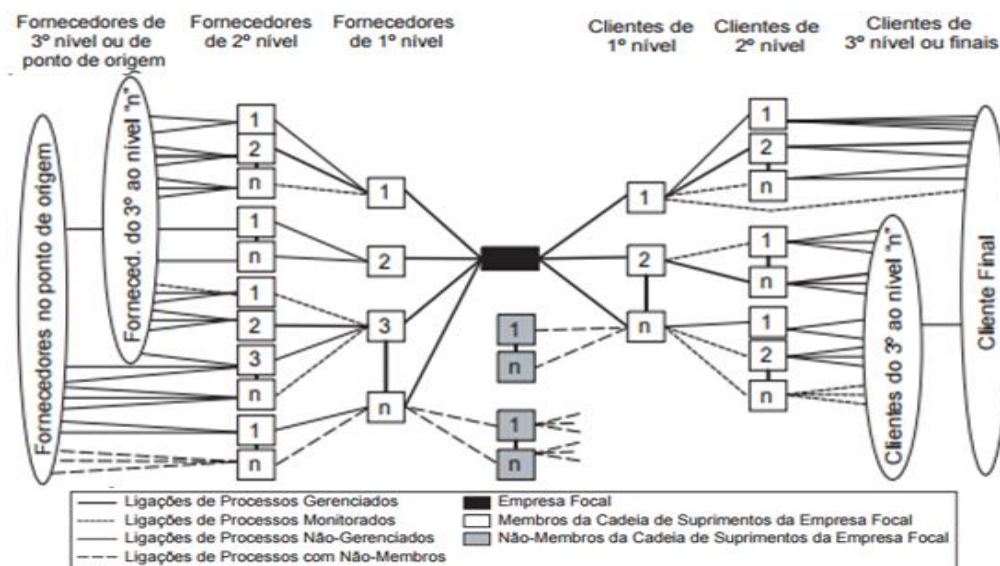 Fornecedores de
3º nível ou de
ponto de origem
Fornecedores
de 2º nível
Fornecedores
de 1º nível
Clientes de
1º nível
Clientes de
2º nível
Clientes de
3º nível ou finais
Fornecedores no ponto de origem
Forneced. do 3º ao nível "n"
1
2
n
1
n
1
2
3
n
1
n
1
2
3
n
1
n
1
n
1
2
n
1
2
n
1
n
1
2
n
Clientes do 3º ao nível "n"
Cliente Final
Ligações de Processos Gerenciados
Ligações de Processos Monitorados
Ligações de Processos Não-Gerenciados
Ligações de Processos com Não-Membros
Empresa Focal
Membros da Cadeia de Suprimentos da Empresa Focal
Não-Membros da Cadeia de Suprimentos da Empresa Focal